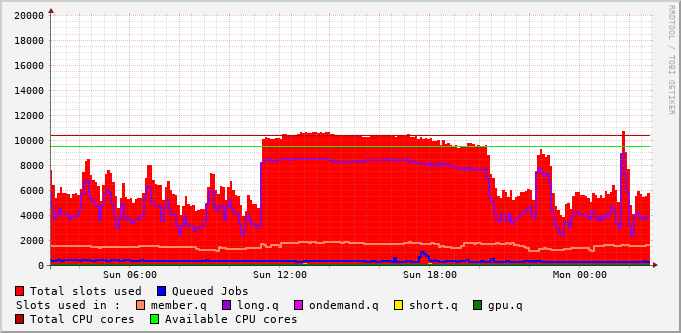 20000
18000
16000
14000
12000
10000
8000
6000
4000
2000
0
Sun 06:00 Sun 12:00 Sun 18:00 Mon 00:00
RRDTOOL / TOBI OETIKER
Total slots used Queued Jobs
Slots used in : member.q long.q ondemand.q short.q gpu.q
Total CPU cores Available CPU cores